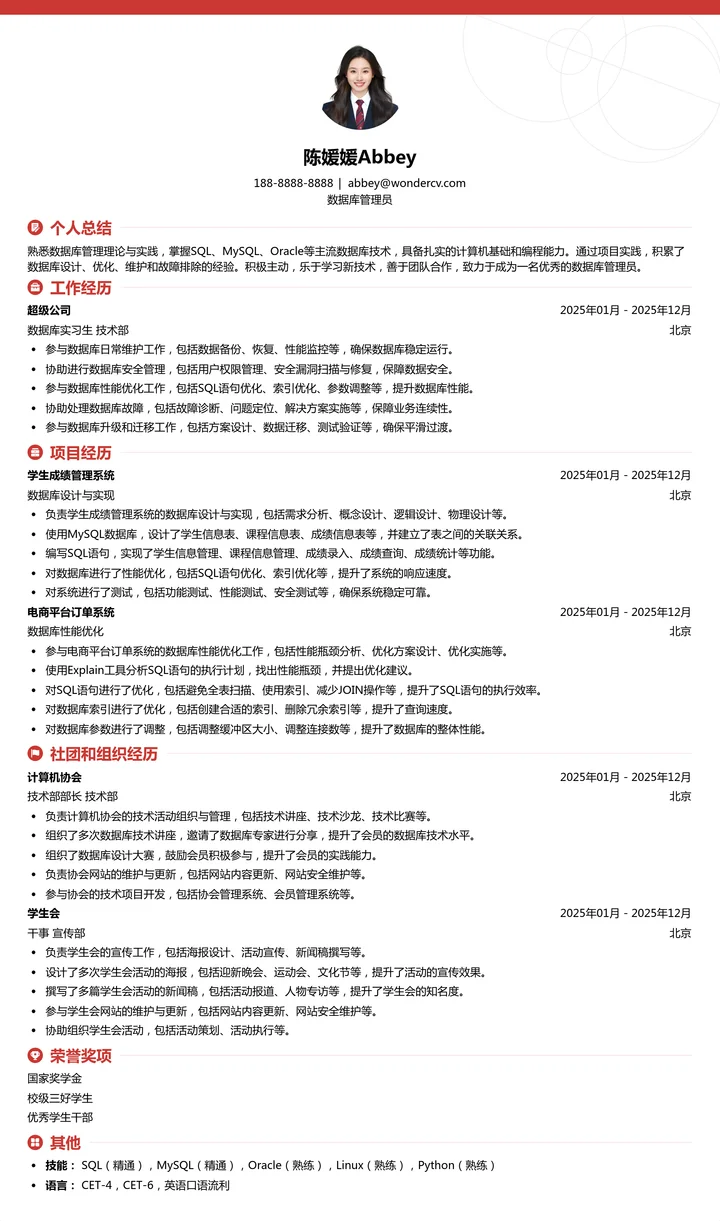 陈媛媛Abbey
188-8888-8888 | abbey@wondercv.com
数据库管理员
个人总结
熟悉数据库管理理论与实践，掌握SQL、MySQL、Oracle等主流数据库技术，具备扎实的计算机基础和编程能力。通过项目实践，积累了
数据库设计、优化、维护和故障排除的经验。积极主动，乐于学习新技术，善于团队合作，致力于成为一名优秀的数据库管理员。
工作经历
超级公司 2025年01月 - 2025年12月
数据库实习生 技术部 北京
• 参与数据库日常维护工作，包括数据备份、恢复、性能监控等，确保数据库稳定运行。
• 协助进行数据库安全管理，包括用户权限管理、安全漏洞扫描与修复，保障数据安全。
• 参与数据库性能优化工作，包括SQL语句优化、索引优化、参数调整等，提升数据库性能。
• 协助处理数据库故障，包括故障诊断、问题定位、解决方案实施等，保障业务连续性。
• 参与数据库升级和迁移工作，包括方案设计、数据迁移、测试验证等，确保平滑过渡。
项目经历
学生成绩管理系统 2025年01月 - 2025年12月
数据库设计与实现 北京
• 负责学生成绩管理系统的数据库设计与实现，包括需求分析、概念设计、逻辑设计、物理设计等。
• 使用MySQL数据库，设计了学生信息表、课程信息表、成绩信息表等，并建立了表之间的关联关系。
• 编写SQL语句，实现了学生信息管理、课程信息管理、成绩录入、成绩查询、成绩统计等功能。
• 对数据库进行了性能优化，包括SQL语句优化、索引优化等，提升了系统的响应速度。
• 对系统进行了测试，包括功能测试、性能测试、安全测试等，确保系统稳定可靠。
电商平台订单系统 2025年01月 - 2025年12月
数据库性能优化 北京
• 参与电商平台订单系统的数据库性能优化工作，包括性能瓶颈分析、优化方案设计、优化实施等。
• 使用Explain工具分析SQL语句的执行计划，找出性能瓶颈，并提出优化建议。
• 对SQL语句进行了优化，包括避免全表扫描、使用索引、减少JOIN操作等，提升了SQL语句的执行效率。
• 对数据库索引进行了优化，包括创建合适的索引、删除冗余索引等，提升了查询速度。
• 对数据库参数进行了调整，包括调整缓冲区大小、调整连接数等，提升了数据库的整体性能。
社团和组织经历
计算机协会 2025年01月 - 2025年12月
技术部部长 技术部 北京
• 负责计算机协会的技术活动组织与管理，包括技术讲座、技术沙龙、技术比赛等。
• 组织了多次数据库技术讲座，邀请了数据库专家进行分享，提升了会员的数据库技术水平。
• 组织了数据库设计大赛，鼓励会员积极参与，提升了会员的实践能力。
• 负责协会网站的维护与更新，包括网站内容更新、网站安全维护等。
• 参与协会的技术项目开发，包括协会管理系统、会员管理系统等。
学生会 2025年01月 - 2025年12月
干事 宣传部 北京
• 负责学生会的宣传工作，包括海报设计、活动宣传、新闻稿撰写等。
• 设计了多次学生会活动的海报，包括迎新晚会、运动会、文化节等，提升了活动的宣传效果。
• 撰写了多篇学生会活动的新闻稿，包括活动报道、人物专访等，提升了学生会的知名度。
• 参与学生会网站的维护与更新，包括网站内容更新、网站安全维护等。
• 协助组织学生会活动，包括活动策划、活动执行等。
荣誉奖项
国家奖学金
校级三好学生
优秀学生干部
其他
• 技能： SQL（精通），MySQL（精通），Oracle（熟练），Linux（熟练），Python（熟练）
• 语言： CET-4，CET-6，英语口语流利